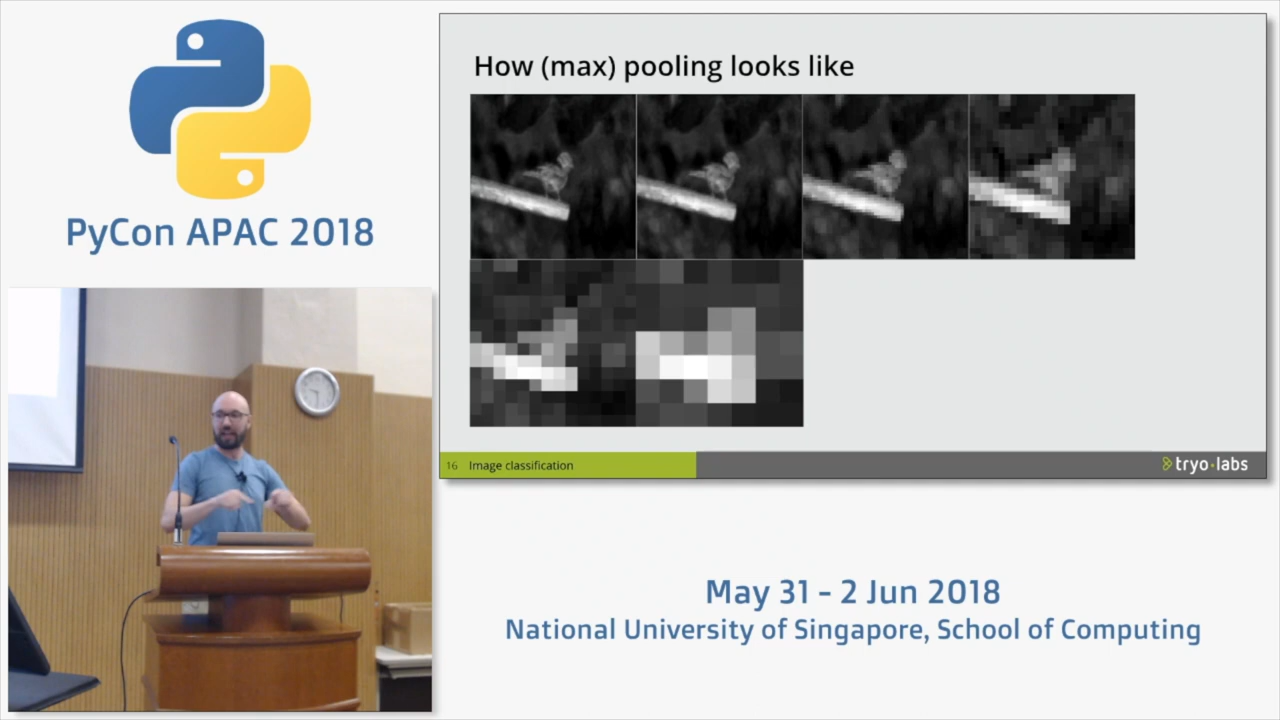 PyCon APAC 2018
How (max) pooling looks like
16 Image classification
tryo labs
May 31 - 2 Jun 2018
National University of Singapore, School of Computing